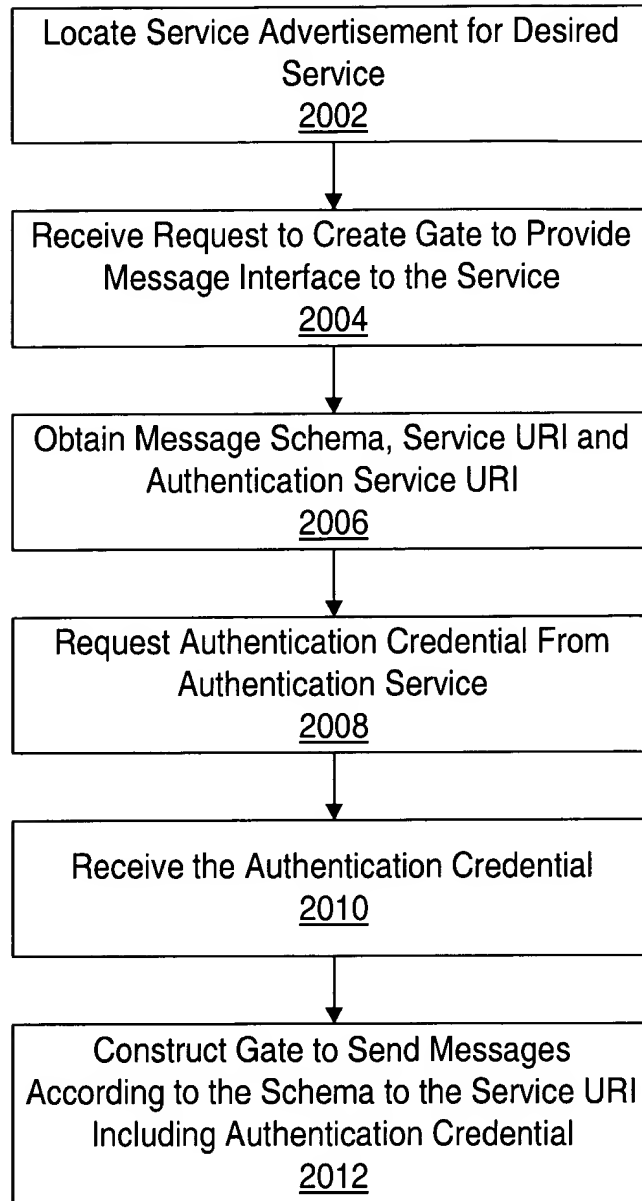 Locate Service Advertisement for Desired
Service
2002
Receive Request to Create Gate to Provide
Message Interface to the Service
2004
Obtain Message Schema, Service URI and
Authentication Service URI
2006
Request Authentication Credential From
Authentication Service
2008
Receive the Authentication Credential
2010
Construct Gate to Send Messages
According to the Schema to the Service URI
Including Authentication Credential
2012